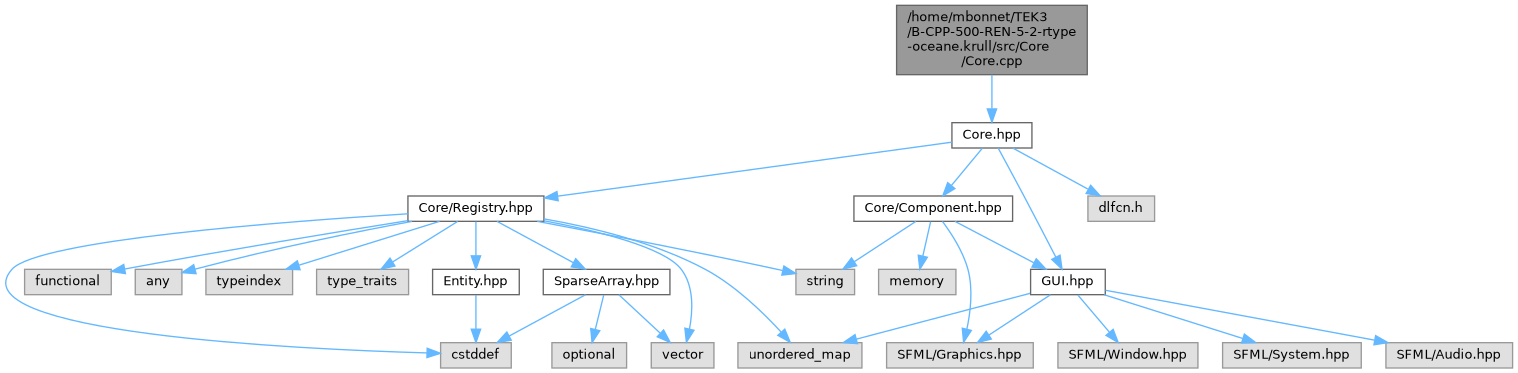 /home/mbonnet/TEK3
/B-CPP-500-REN-5-2-rtype
-oceane.krull/src/Core
/Core.cpp
Core.hpp
Core/Registry.hpp
Core/Component.hpp
dlfcn.h
functional
any
typeindex
type_traits
Entity.hpp
SparseArray.hpp
string
memory
GUI.hpp
cstddef
optional
vector
unordered_map
SFML/Graphics.hpp
SFML/Window.hpp
SFML/System.hpp
SFML/Audio.hpp